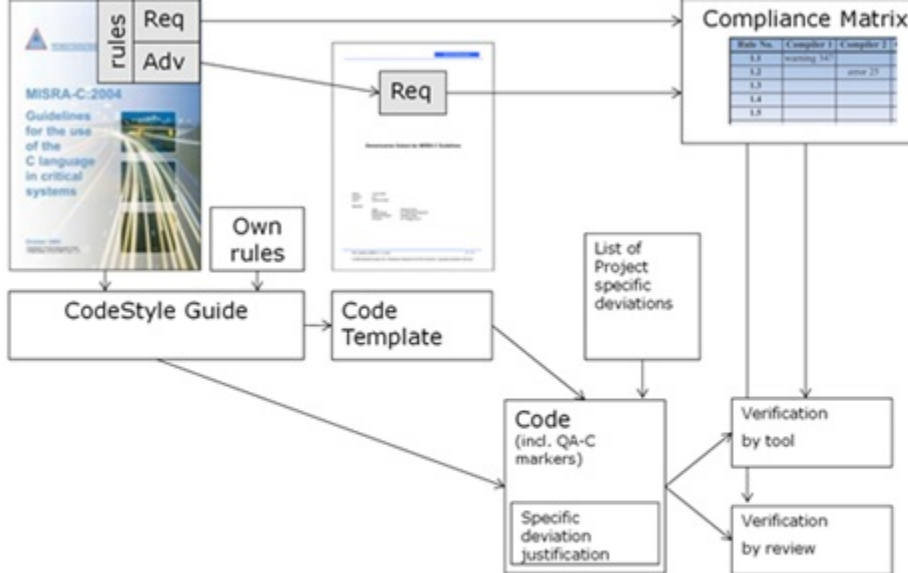 rules
Req
Adv
MISRA-C:2004
Guidelines
for the use
of the
C language
in critical
systems
Req
Compliance Matrix
Rule No. Compiler 1 Compiler 2
1.1 warning 347
1.2 error 25
1.3
1.4
1.5
Own
rules
CodeStyle Guide
Code
Template
List of
Project
specific
deviations
Code
(incl. QA-C
markers)
Specific
deviation
justification
Verification
by tool
Verification
by review